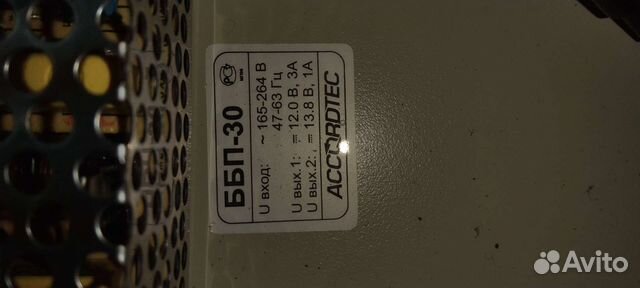 ББП-30
U вход: ~ 165-264 В
47-63 Гц
U вых.1: = 12.0 В, 3А
U вых.2: = 13.8 В, 1А
ACCORDTEC
Avito